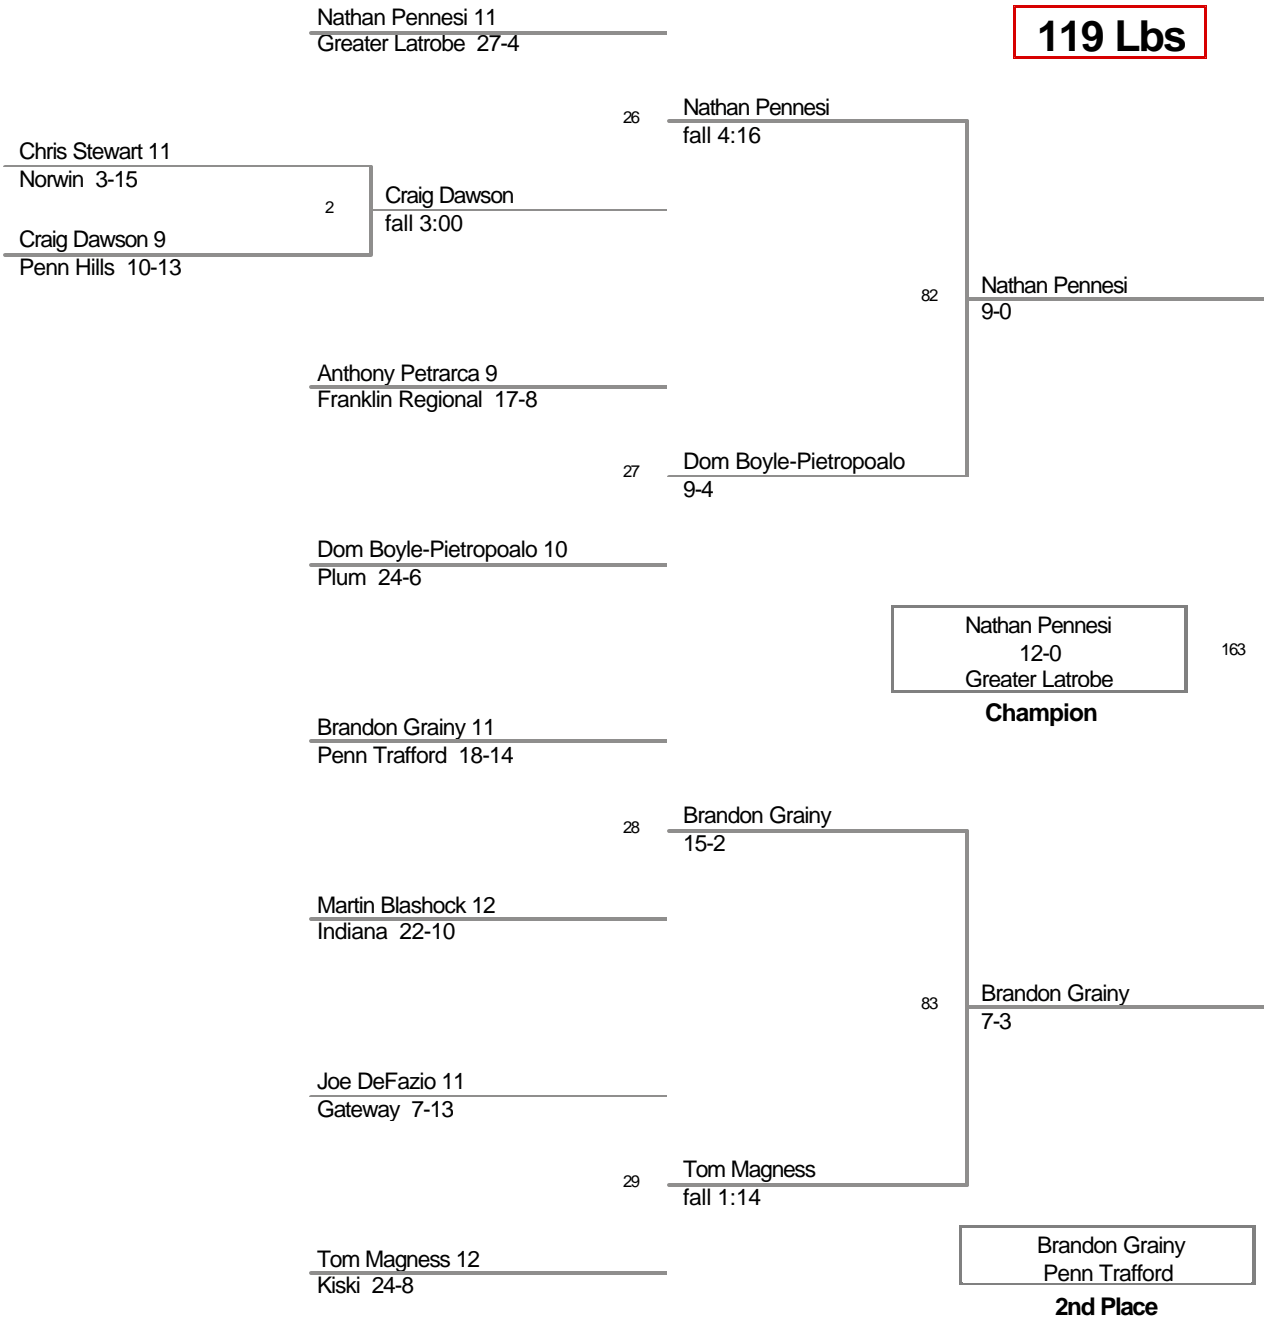 Nathan Pennesi 11
Greater Latrobe 27-4
119 Lbs
26
Nathan Pennesi
fall 4:16
Chris Stewart 11
Norwin 3-15
2
Craig Dawson
fall 3:00
Craig Dawson 9
Penn Hills 10-13
82
Nathan Pennesi
9-0
Anthony Petrarca 9
Franklin Regional 17-8
27
Dom Boyle-Pietropoalo
9-4
Dom Boyle-Pietropoalo 10
Plum 24-6
Nathan Pennesi
12-0
Greater Latrobe
163
Champion
Brandon Grainy 11
Penn Trafford 18-14
28
Brandon Grainy
15-2
Martin Blashock 12
Indiana 22-10
83
Brandon Grainy
7-3
Joe DeFazio 11
Gateway 7-13
29
Tom Magness
fall 1:14
Tom Magness 12
Kiski 24-8
Brandon Grainy
Penn Trafford
2nd Place